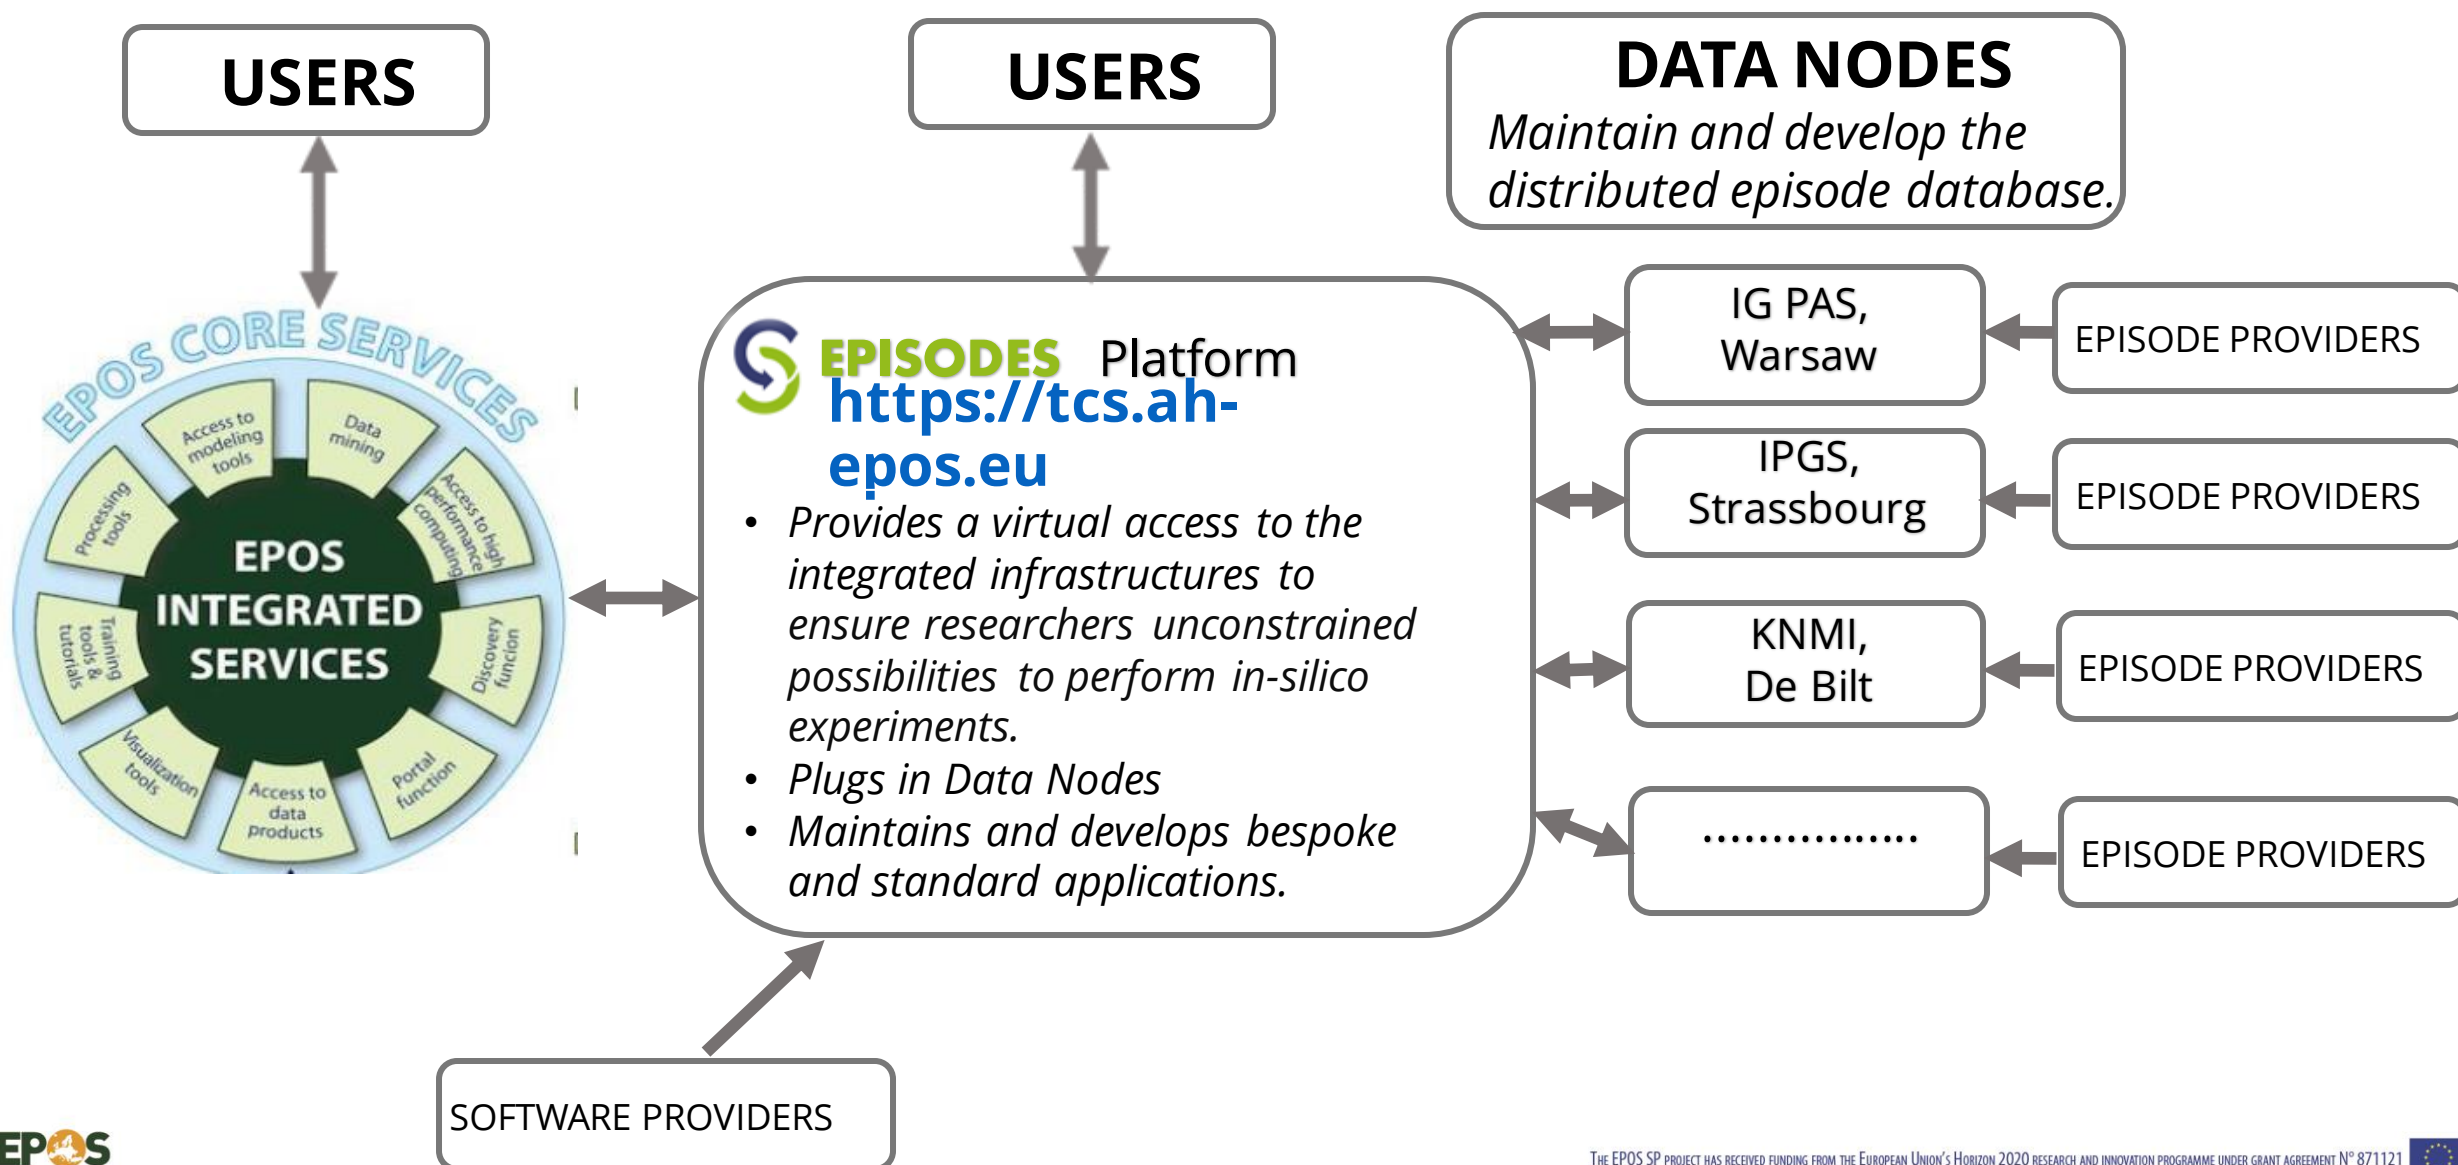 USERS
USERS
DATA NODES
Maintain and develop the
distributed episode database.
EPOS CORE SERVICES
Access to
modeling
tools
Data
mining
Access to high
performance
computing
Processing
tools
EPOS
INTEGRATED
SERVICES
Training
tools &
tutorials
Discovery
funcion
Visualization
tools
Access to
data
products
Portal
function
EPISODES Platform
https://tcs.ah-
epos.eu
• Provides a virtual access to the
integrated infrastructures to
ensure researchers unconstrained
possibilities to perform in-silico
experiments.
• Plugs in Data Nodes
• Maintains and develops bespoke
and standard applications.
IG PAS,
Warsaw
EPISODE PROVIDERS
IPGS,
Strassbourg
EPISODE PROVIDERS
KNMI,
De Bilt
EPISODE PROVIDERS
................
EPISODE PROVIDERS
SOFTWARE PROVIDERS
EPOS
THE EPOS SP PROJECT HAS RECEIVED FUNDING FROM THE EUROPEAN UNION'S HORIZON 2020 RESEARCH AND INNOVATION PROGRAMME UNDER GRANT AGREEMENT N° 871121